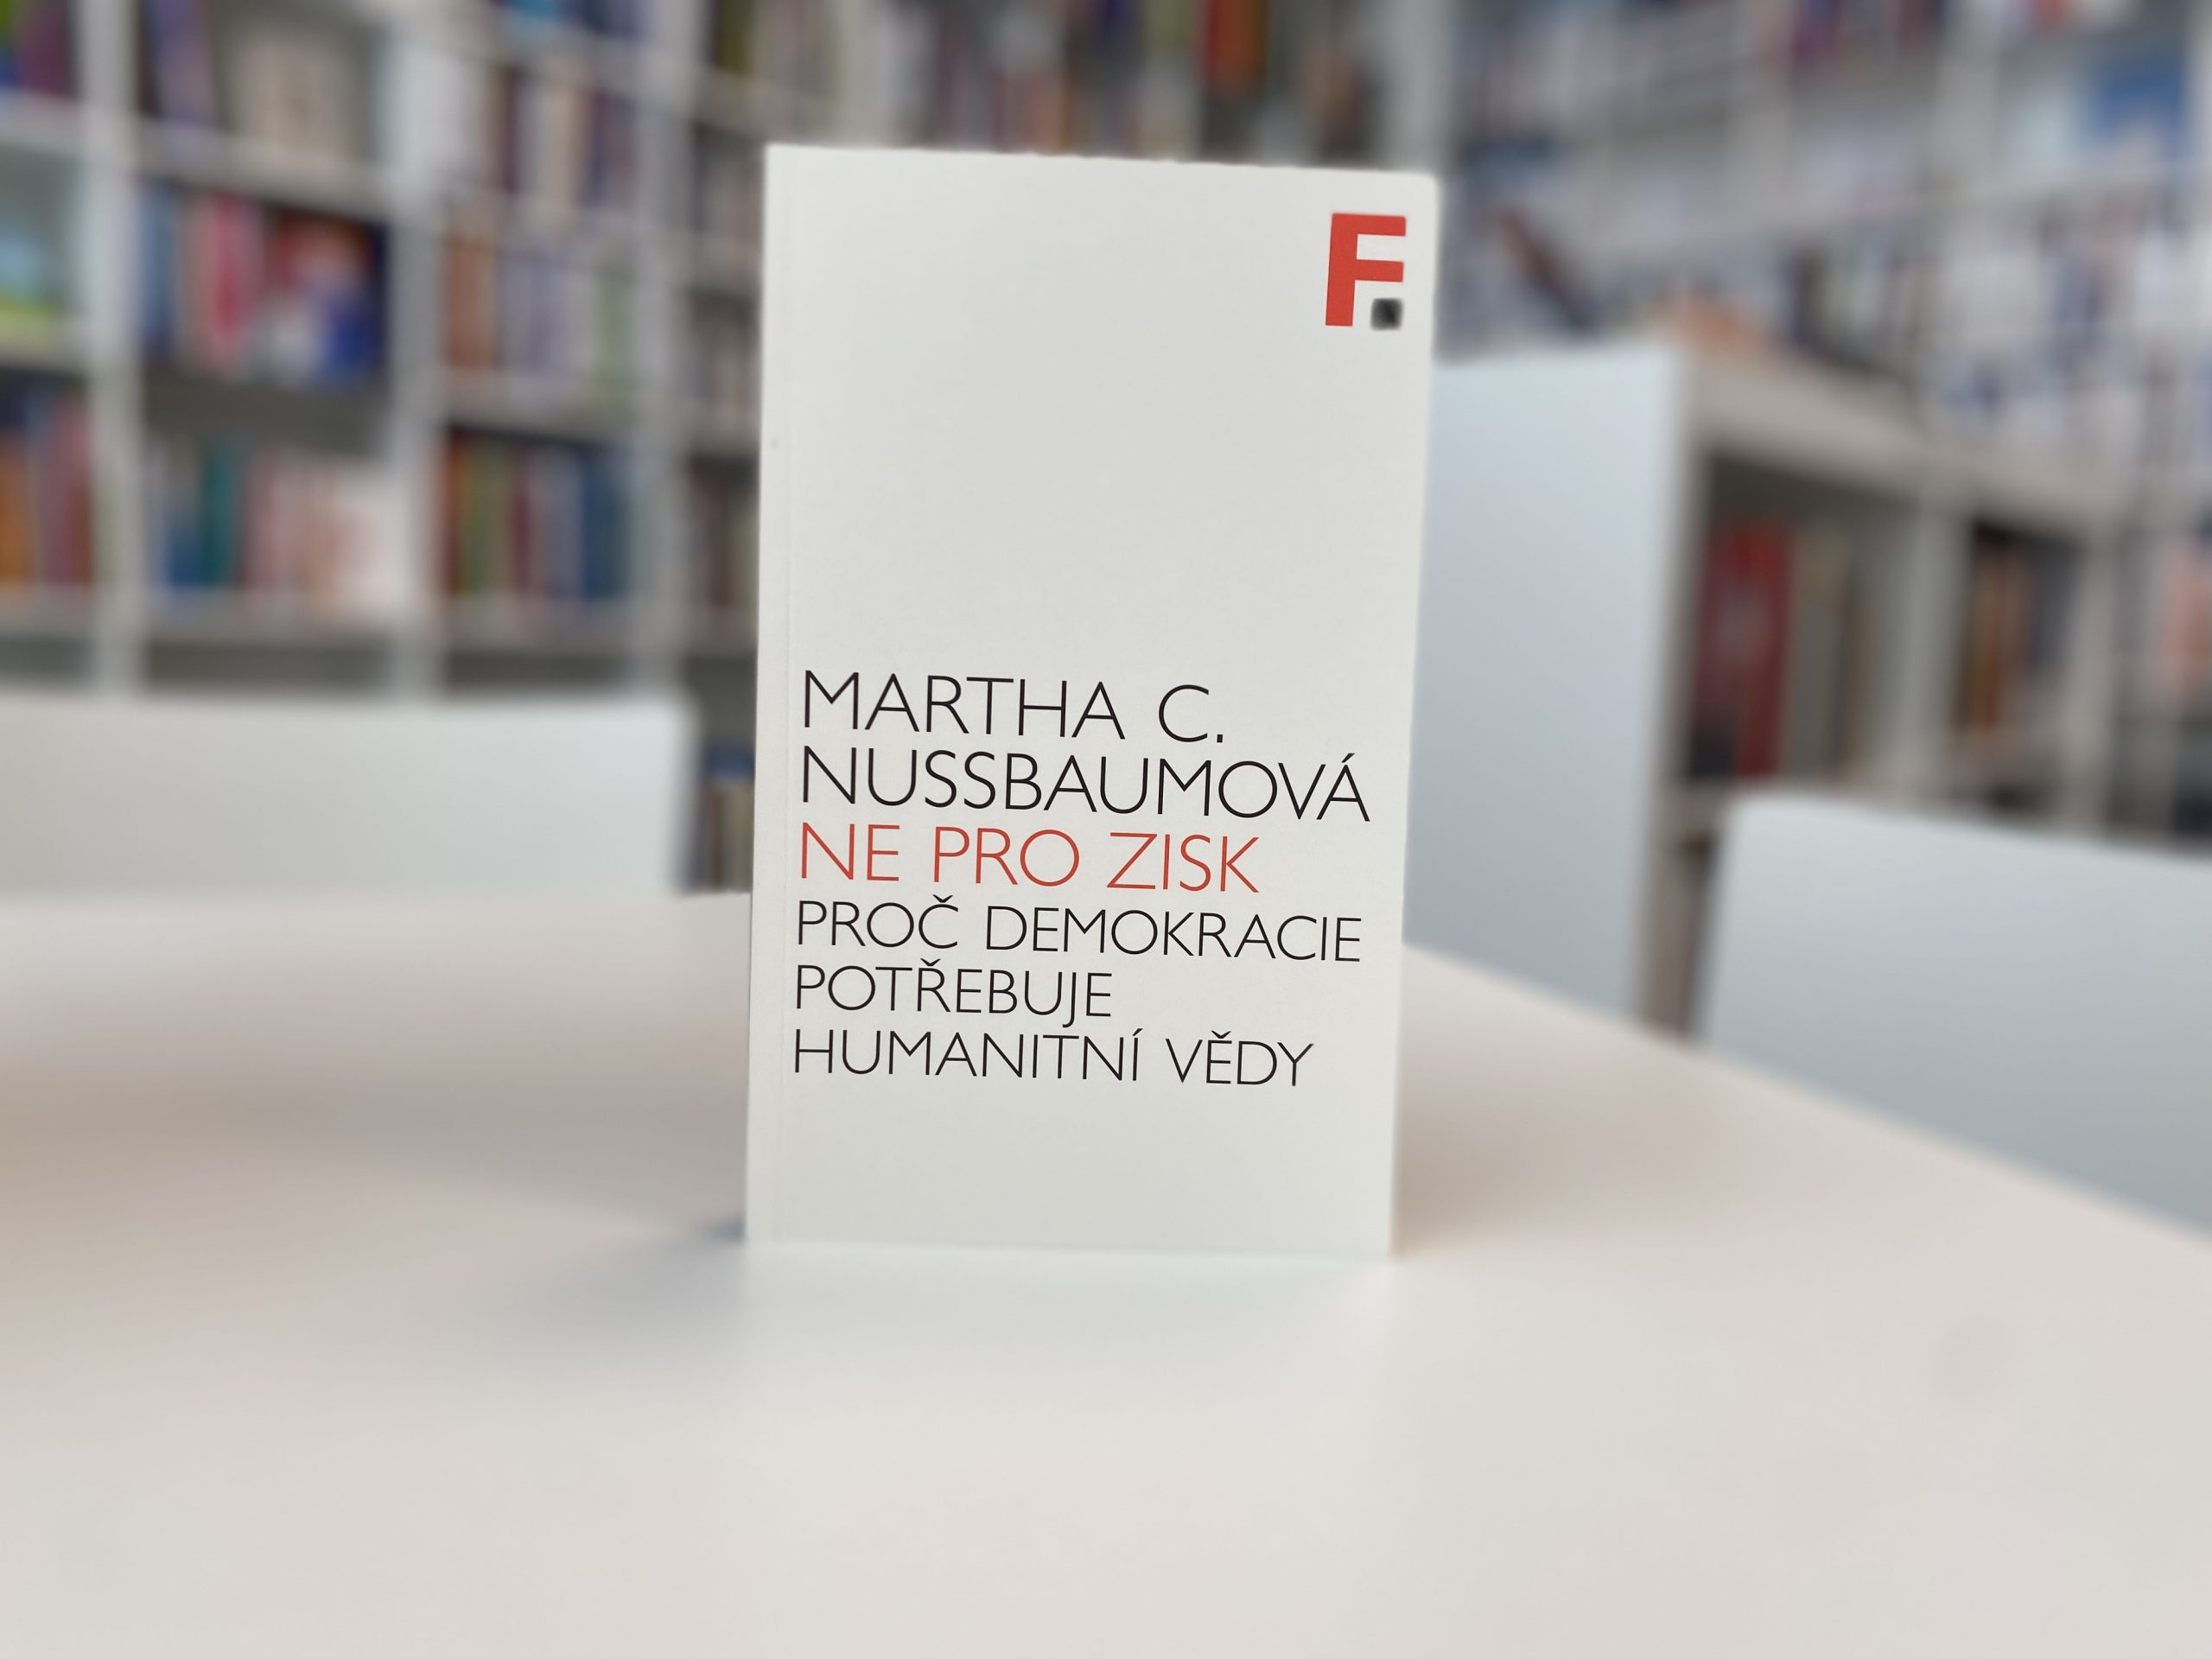 F.
MARTHA C.
NUSSBAUMOVÁ
NE PRO ZISK
PROČ DEMOKRACIE
POTŘEBUJE
HUMANITNÍ VĚDY